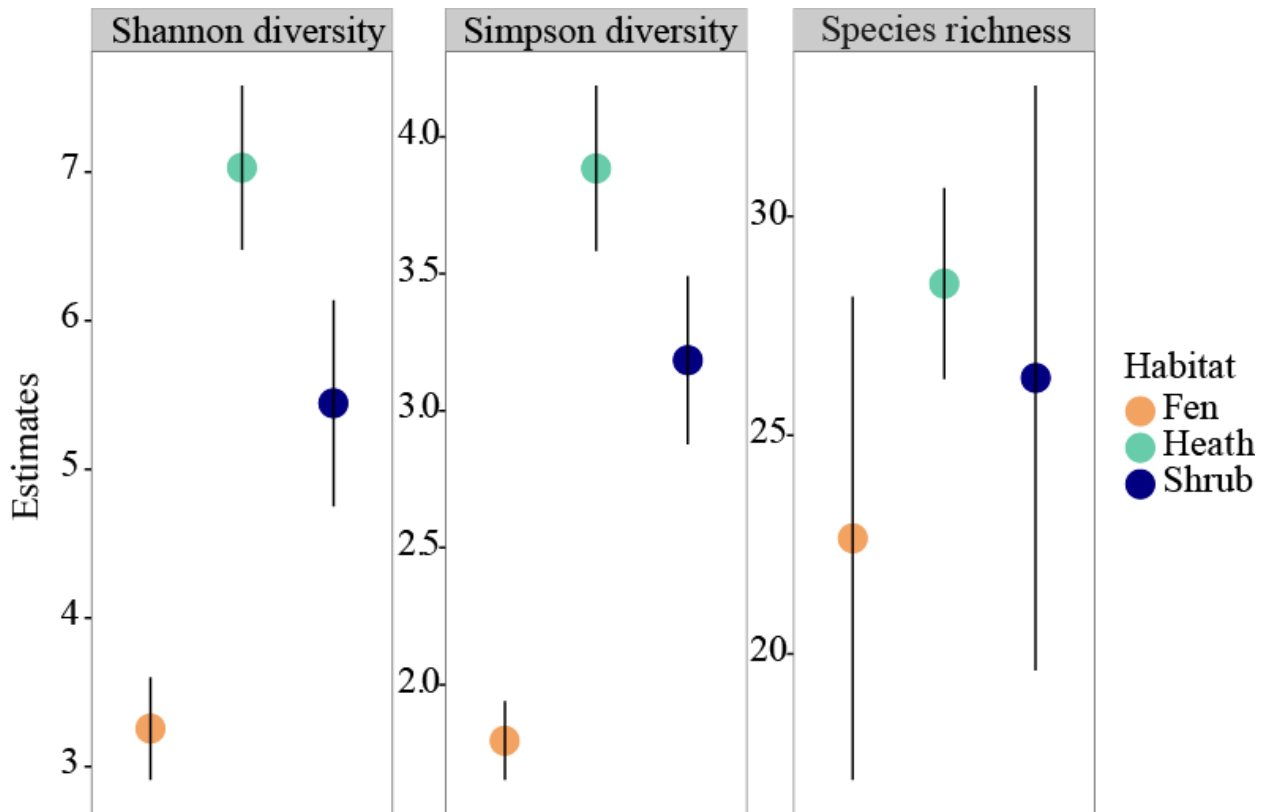 Shannon diversity
Simpson diversity
Species richness
7
6
5
4
3
4.0
3.5
3.0
2.5
2.0
30
25
20
Estimates
Habitat
Fen
Heath
Shrub